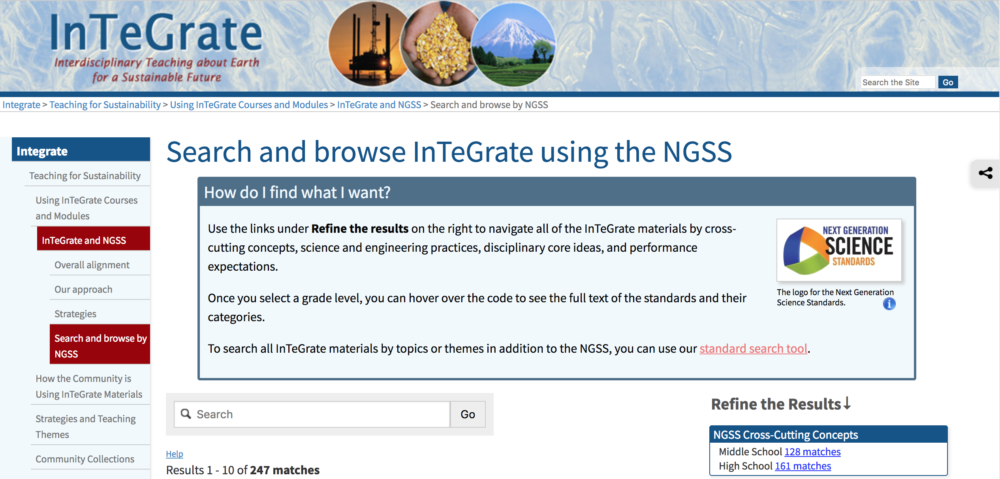 InTeGrate
Interdisciplinary Teaching about Earth
for a Sustainable Future
Search the Site
Go
Integrate > Teaching for Sustainability > Using InTeGrate Courses and Modules > InTeGrate and NGSS > Search and browse by NGSS
Integrate
Teaching for Sustainability
Using InTeGrate Courses
and Modules
InTeGrate and NGSS
Overall alignment
Our approach
Strategies
Search and browse by
NGSS
How the Community is
Using InTeGrate Materials
Strategies and Teaching
Themes
Community Collections
Search and browse InTeGrate using the NGSS
How do I find what I want?
Use the links under Refine the results on the right to navigate all of the InTeGrate materials by cross-
cutting concepts, science and engineering practices, disciplinary core ideas, and performance
expectations.
Once you select a grade level, you can hover over the code to see the full text of the standards and their
categories.
To search all InTeGrate materials by topics or themes in addition to the NGSS, you can use our standard search tool.
NEXT GENERATION
SCIENCE
STANDARDS
The logo for the Next Generation
Science Standards.
i
Search
Go
Help
Results 1 - 10 of 247 matches
Refine the Results↓
NGSS Cross-Cutting Concepts
Middle School 128 matches
High School 161 matches